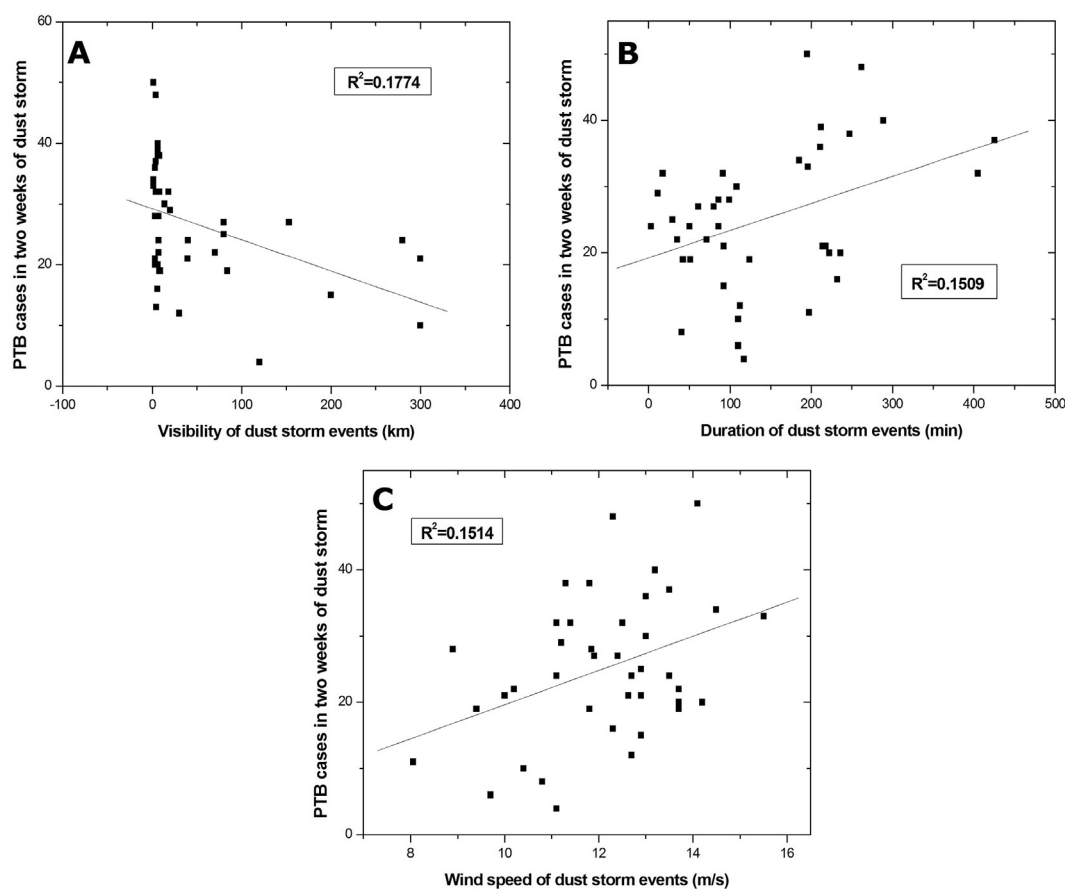 A
R²=0.1774
PTB cases in two weeks of dust storm
60
40
20
0
-100 0 100 200 300 400
Visibility of dust storm events (km)
B
R²=0.1509
PTB cases in two weeks of dust storm
40
20
0
0 100 200 300 400 500
Duration of dust storm events (min)
C
R²=0.1514
PTB cases in two weeks of dust storm
40
20
0
8 10 12 14 16
Wind speed of dust storm events (m/s)